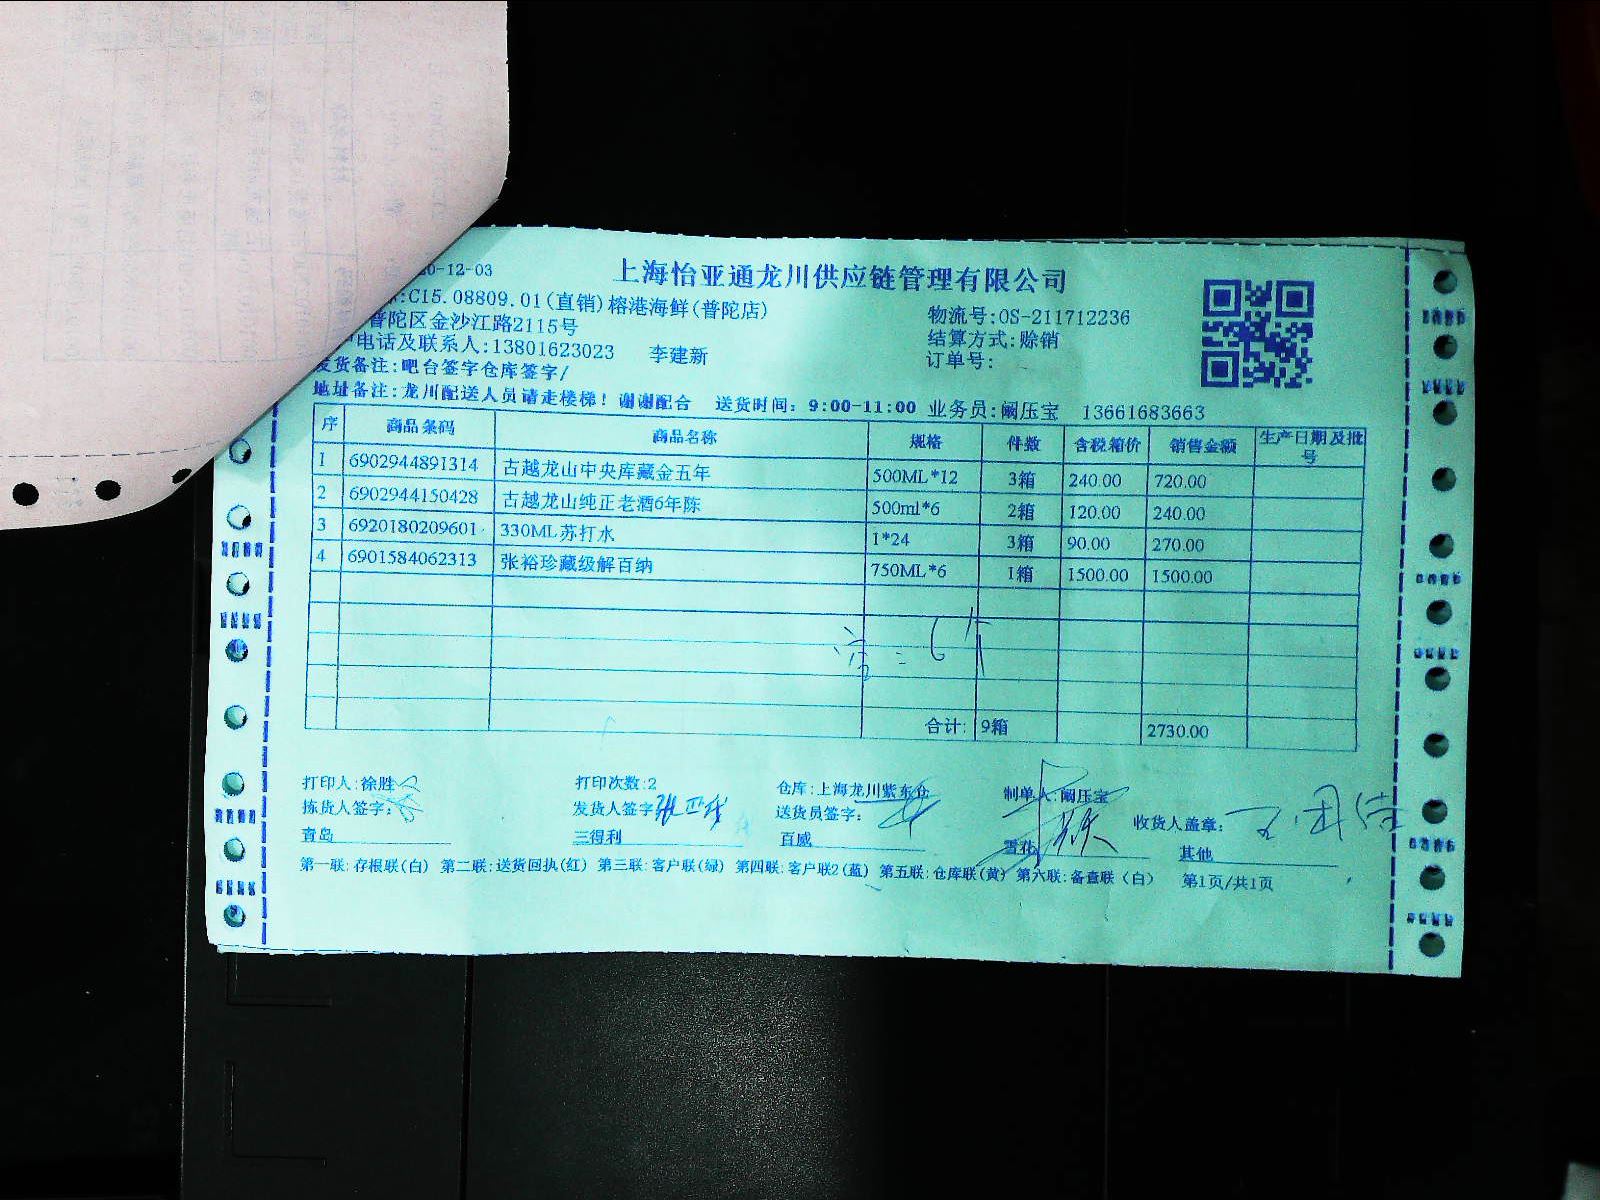 20-12-03
上海怡亚通龙川供应链管理有限公司
:C15.08809.01(直销)榕港海鲜(普陀店)
物流号:OS-211712236
普陀区金沙江路2115号
结算方式:赊销
电话及联系人:13801623023 李建新
订单号:
发货备注:吧台签字仓库签字/
地址备注:龙川配送人员请走楼梯！谢谢配合 送货时间：9:00-11:00 业务员:阚压宝 13661683663
序 商品条码 商品名称 规格 件数 含税箱价 销售金额 生产日期及批号
1 6902944891314 古越龙山中央库藏金五年 500ML*12 3箱 240.00 720.00
2 6902944150428 古越龙山纯正老酒6年陈 500ml*6 2箱 120.00 240.00
3 6920180209601 330ML苏打水 1*24 3箱 90.00 270.00
4 6901584062313 张裕珍藏级解百纳 750ML*6 1箱 1500.00 1500.00
合计: 9箱 2730.00
打印人:徐胜 打印次数:2 仓库:上海龙川紫东仓 制单人:阚压宝
拣货人签字: 发货人签字: 送货员签字: 收货人盖章:
青岛 三得利 百威 雪花 其他
第一联:存根联(白) 第二联:送货回执(红) 第三联:客户联(绿) 第四联:客户联2(蓝) 第五联:仓库联(黄) 第六联:备查联（白） 第1页/共1页